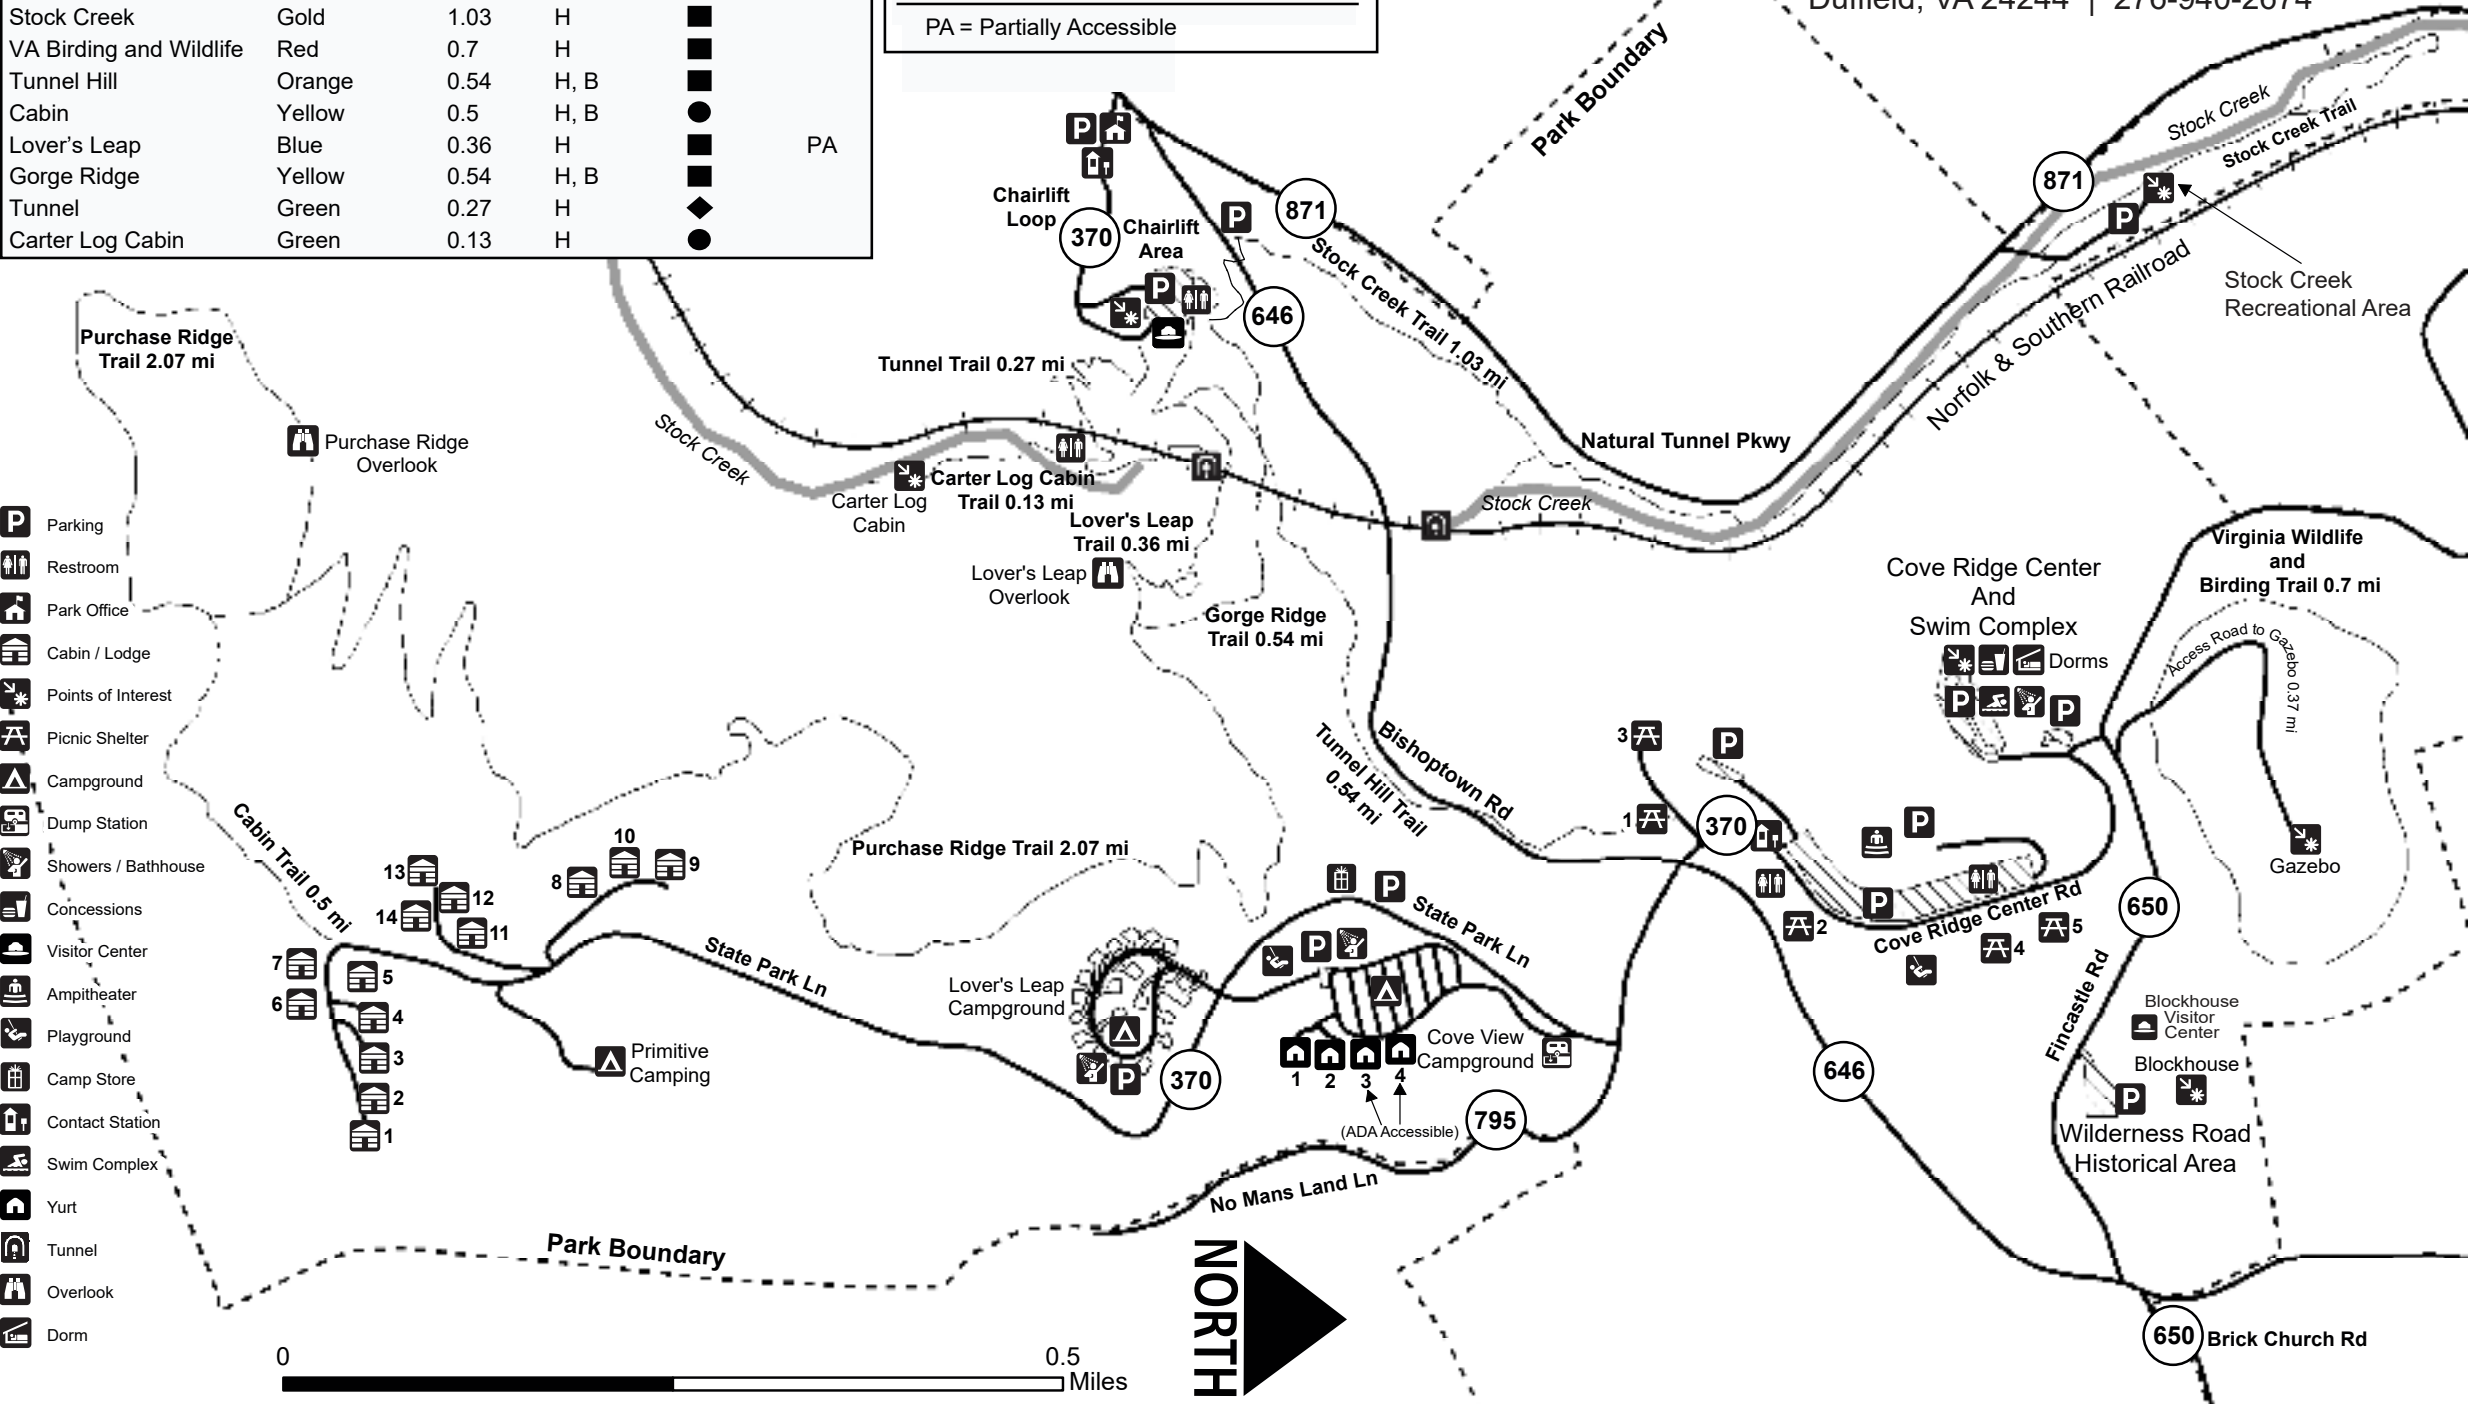 Stock Creek Gold 1.03 H
VA Birding and Wildlife Red 0.7 H
Tunnel Hill Orange 0.54 H, B
Cabin Yellow 0.5 H, B
Lover's Leap Blue 0.36 H PA
Gorge Ridge Yellow 0.54 H, B
Tunnel Green 0.27 H
Carter Log Cabin Green 0.13 H
PA = Partially Accessible
Duffield, VA 24244 | 276-940-2674
Park Boundary
Stock Creek
Stock Creek Trail
871
Stock Creek
Recreational Area
Norfolk & Southern Railroad
P
Chairlift
Loop
370
Chairlift
Area
P
P
871
646
Stock Creek Trail 1.03 mi
Natural Tunnel Pkwy
P
Purchase Ridge
Trail 2.07 mi
Purchase Ridge
Overlook
Tunnel Trail 0.27 mi
Stock Creek
Carter Log
Cabin
Carter Log Cabin
Trail 0.13 mi
Lover's Leap
Trail 0.36 mi
Lover's Leap
Overlook
Gorge Ridge
Trail 0.54 mi
Stock Creek
Virginia Wildlife
and
Birding Trail 0.7 mi
Access Road to Gazebo 0.37 mi
Gazebo
Cove Ridge Center
And
Swim Complex
Dorms
P
P
P Parking
Restroom
Park Office
Cabin / Lodge
Points of Interest
Picnic Shelter
Campground
Dump Station
Showers / Bathhouse
Concessions
Visitor Center
Ampitheater
Playground
Camp Store
Contact Station
Swim Complex
Yurt
Tunnel
Overlook
Dorm
Tunnel Hill Trail
0.54 mi
Bishoptown Rd
3
P
1
370
P
2
P
Cove Ridge Center Rd
4
5
650
Fincastle Rd
Blockhouse
Visitor
Center
Blockhouse
P
Wilderness Road
Historical Area
Cabin Trail 0.5 mi
13
12
14
11
10
9
8
7
6
5
4
3
2
1
Purchase Ridge Trail 2.07 mi
State Park Ln
Primitive
Camping
Lover's Leap
Campground
P
370
P
State Park Ln
P
Cove View
Campground
1
2
3
4
(ADA Accessible)
795
646
No Mans Land Ln
Park Boundary
NORTH
0
0.5
Miles
650
Brick Church Rd